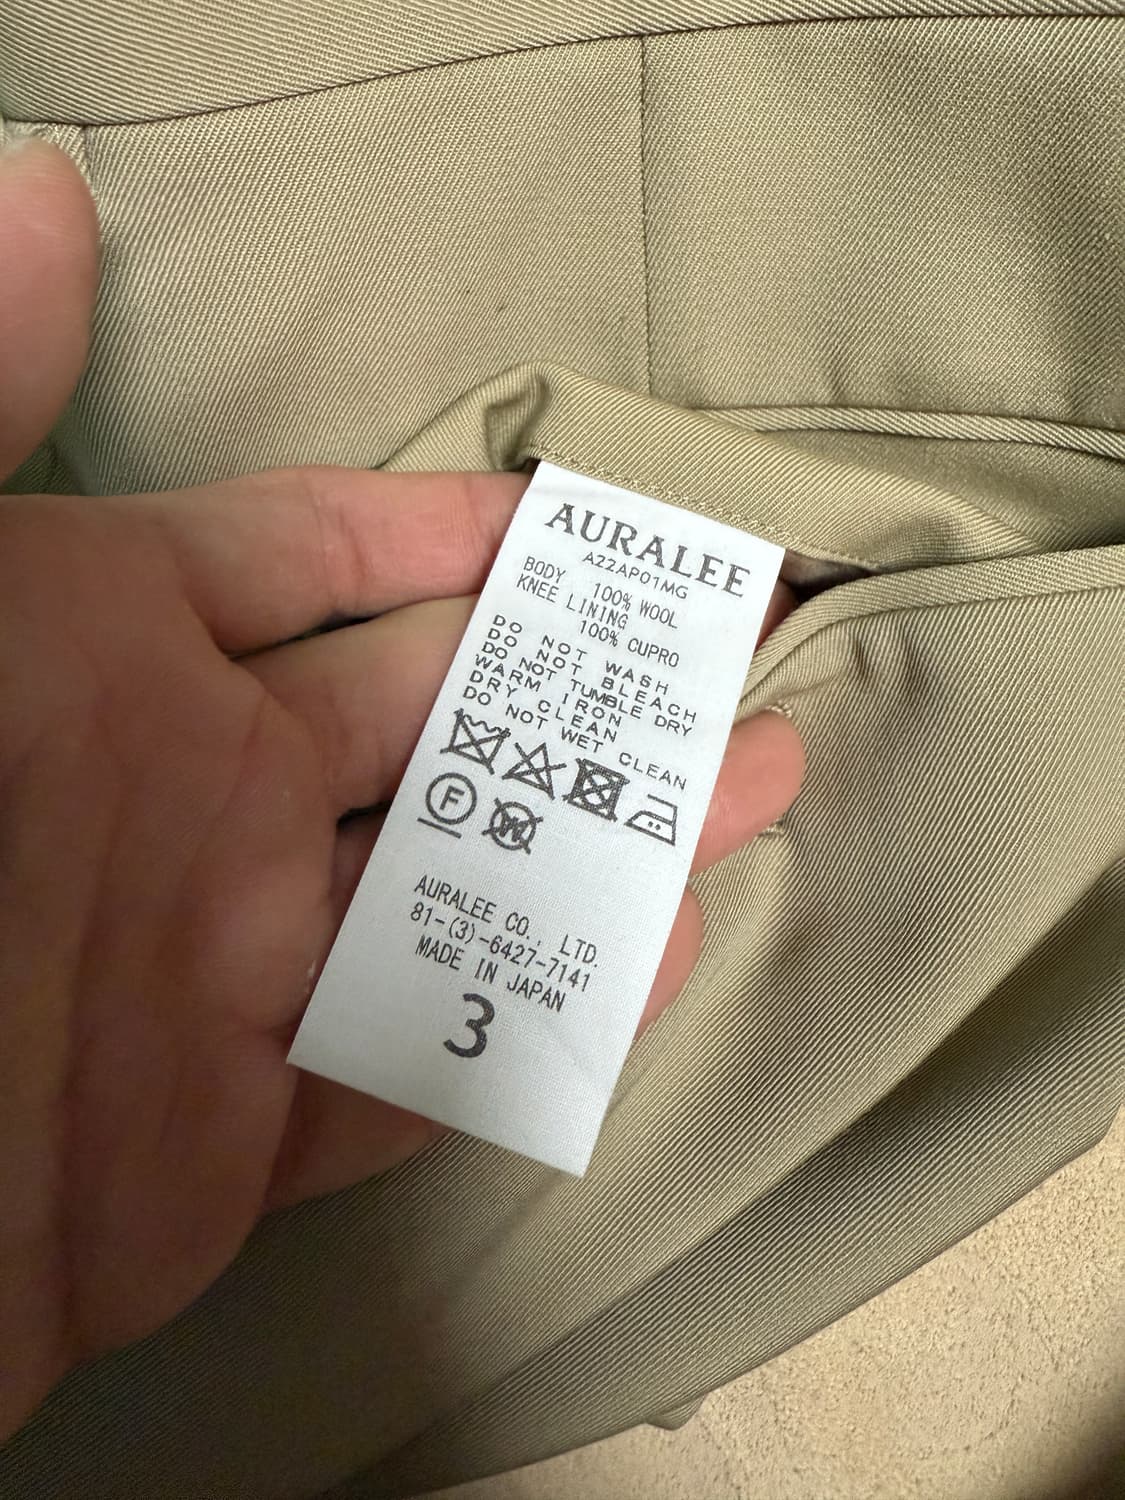 AURALEE
A22AP01MG
BODY 100% WOOL
KNEE LINING
100% CUPRO
DO NOT WASH
DO NOT BLEACH
DO NOT TUMBLE DRY
WARM IRON
DRY CLEAN
DO NOT WET CLEAN
F W
AURALEE CO., LTD.
81-(3)-6427-7141
MADE IN JAPAN
3